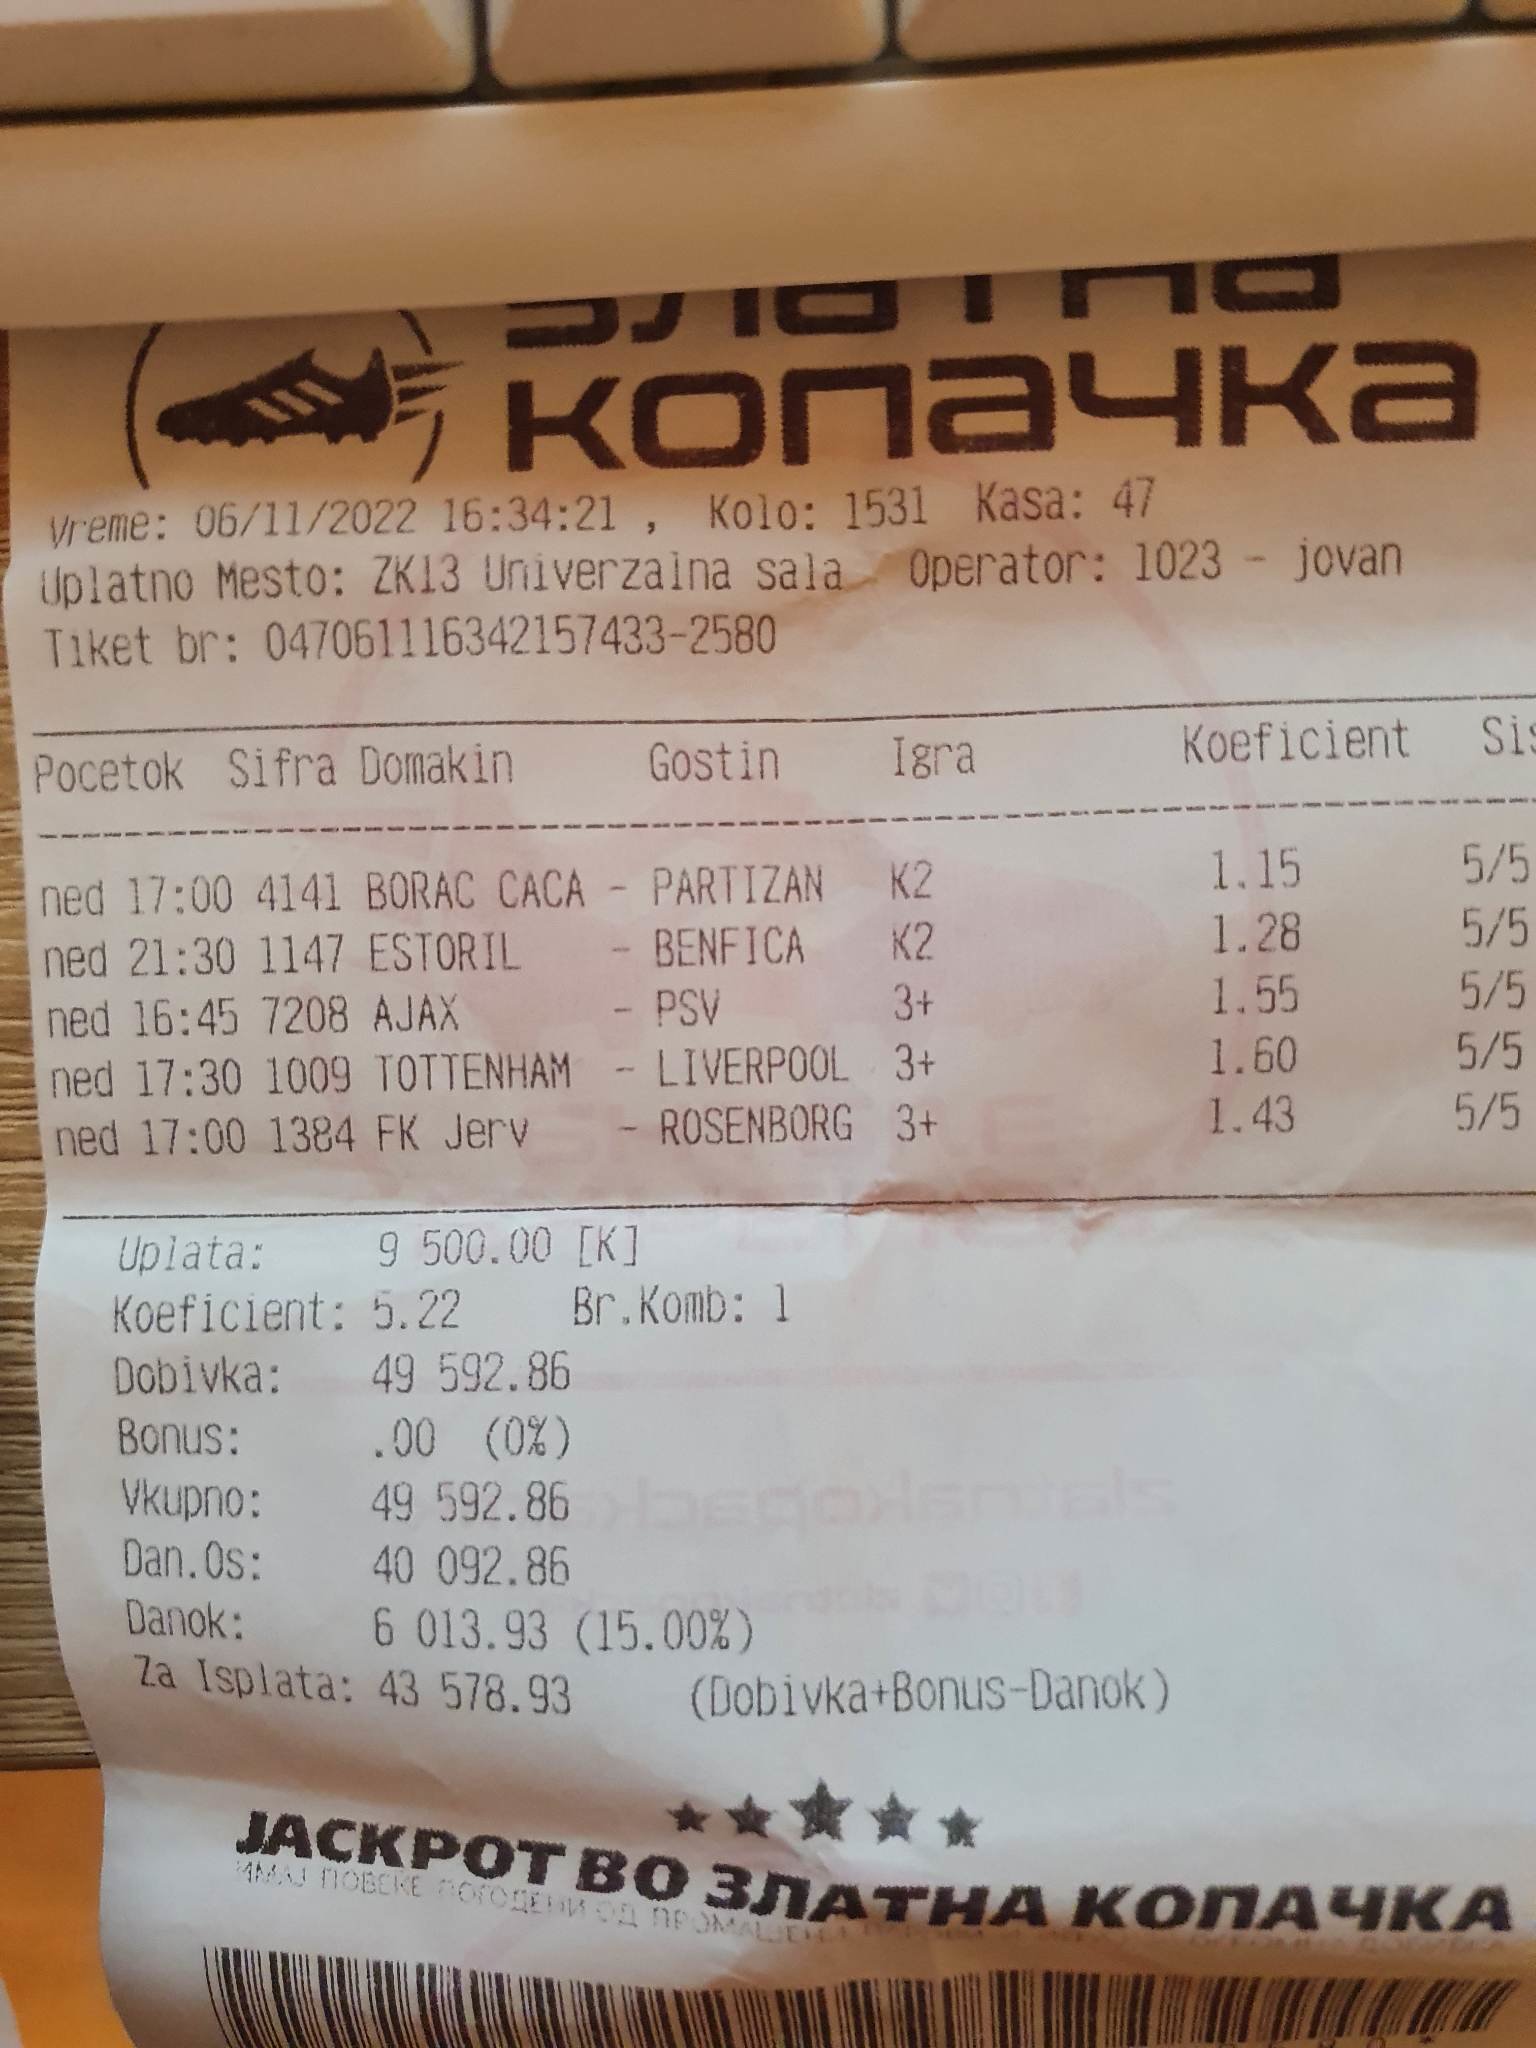 ЗЛАТНА
КОПАЧКА
Vreme: 06/11/2022 16:34:21 , Kolo: 1531 Kasa: 47
Uplatno Mesto: ZK13 Univerzalna sala Operator: 1023 - jovan
Tiket br: 047061116342157433-2580
Pocetok Sifra Domakin Gostin Igra Koeficient Sis
ned 17:00 4141 BORAC CACA - PARTIZAN K2 1.15 5/5
ned 21:30 1147 ESTORIL - BENFICA K2 1.28 5/5
ned 16:45 7208 AJAX - PSV 3+ 1.55 5/5
ned 17:30 1009 TOTTENHAM - LIVERPOOL 3+ 1.60 5/5
ned 17:00 1384 FK Jerv - ROSENBORG 3+ 1.43 5/5
Uplata: 9 500.00 [K]
Koeficient: 5.22 Br.Komb: 1
Dobivka: 49 592.86
Bonus: .00 (0%)
Vkupno: 49 592.86
Dan.Os: 40 092.86
Danok: 6 013.93 (15.00%)
Za Isplata: 43 578.93 (Dobivka+Bonus-Danok)
JACKPOT ВО ЗЛАТНА КОПАЧКА
ИМАЈ ПОВЕЌЕ ПОГОДЕНИ ОД